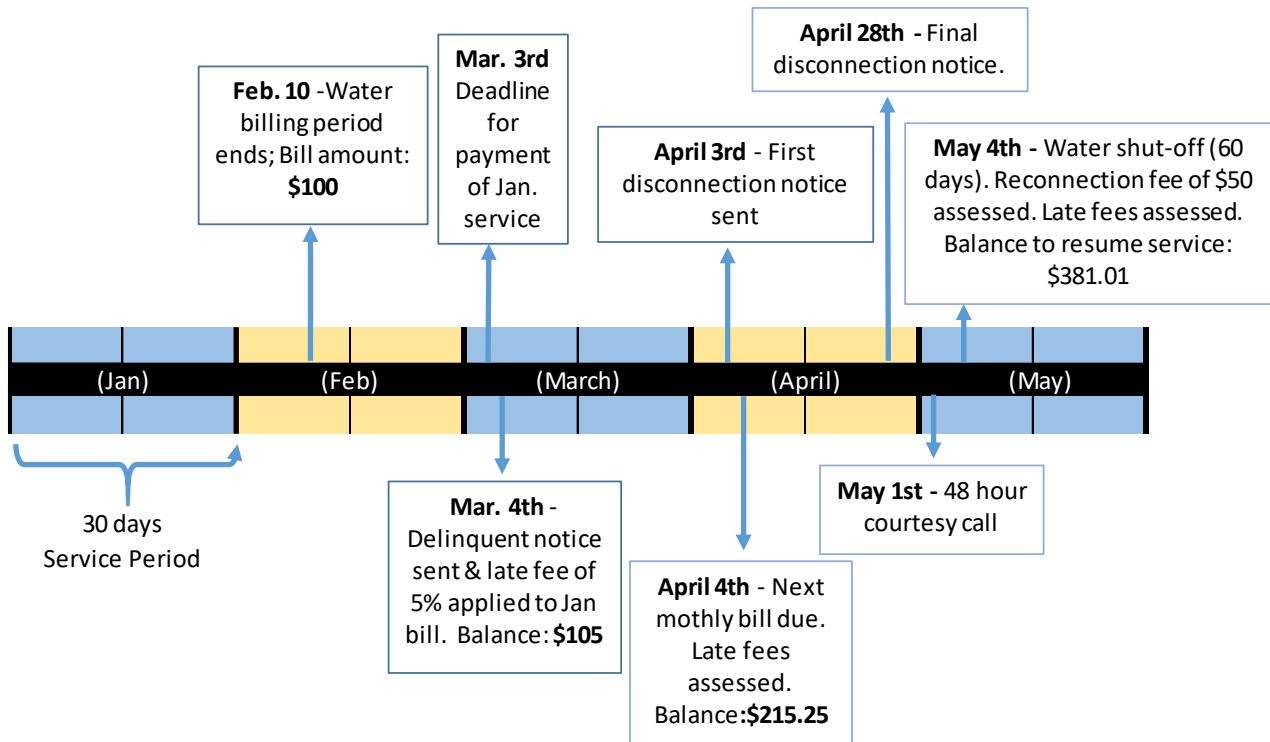 Feb. 10 -Water
billing period
ends; Bill amount:
$100
Mar. 3rd
Deadline
for
payment
of Jan.
service
April 3rd - First
disconnection notice
sent
April 28th - Final
disconnection notice.
May 4th - Water shut-off (60
days). Reconnection fee of $50
assessed. Late fees assessed.
Balance to resume service:
$381.01
(Jan)
(Feb)
(March)
(April)
(May)
30 days
Service Period
Mar. 4th -
Delinquent notice
sent & late fee of
5% applied to Jan
bill. Balance: $105
April 4th - Next
mothly bill due.
Late fees
assessed.
Balance:$215.25
May 1st - 48 hour
courtesy call